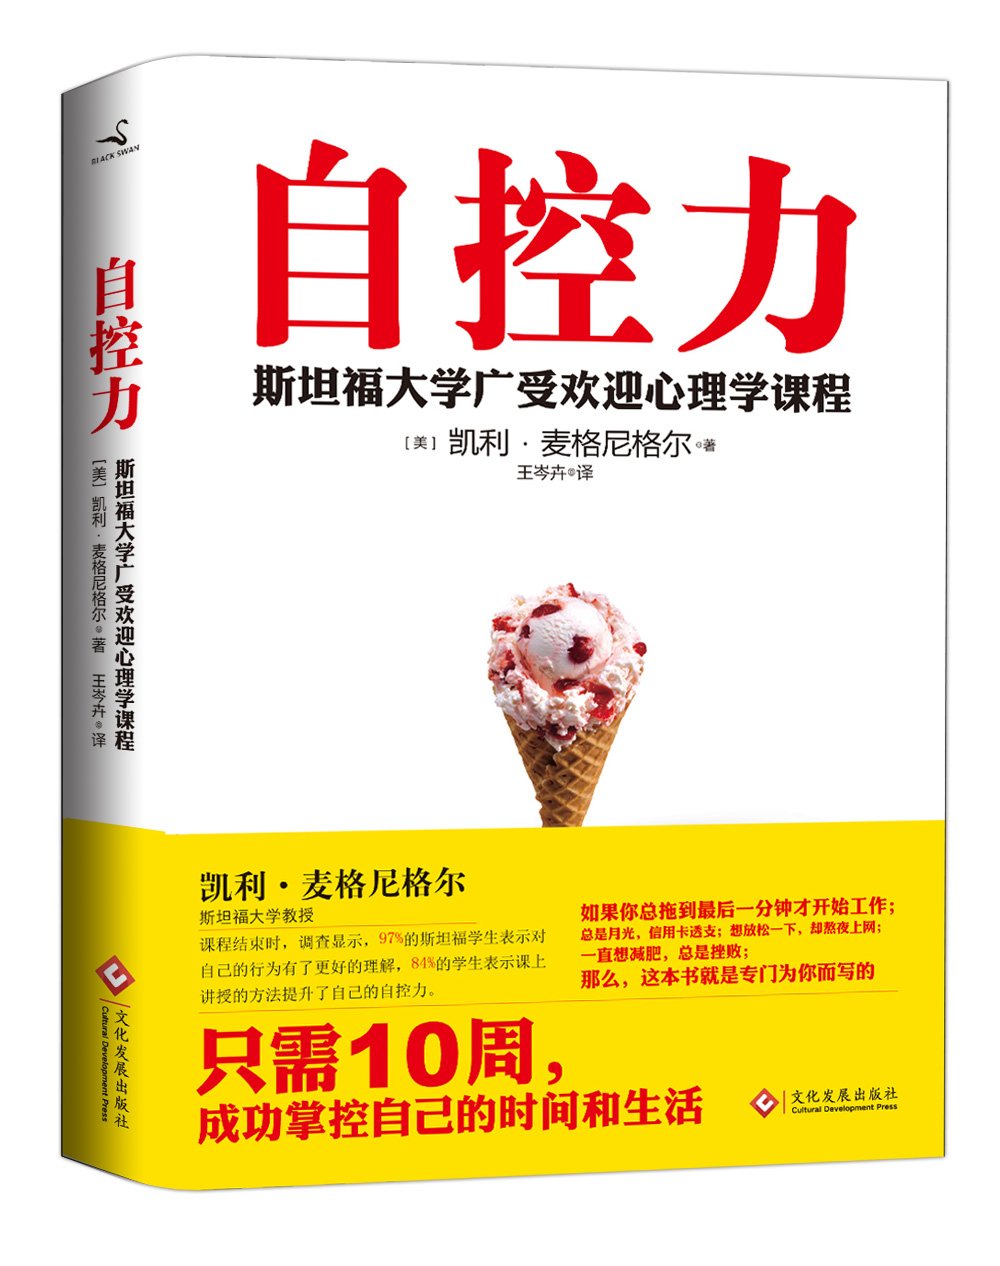 BLACK SWAN
自控力
斯坦福大学广受欢迎心理学课程
[美] 凯利·麦格尼格尔◎著 王岑卉◎译
文化发展出版社
Cultural Development Press
自控力
斯坦福大学广受欢迎心理学课程
[美] 凯利·麦格尼格尔◎著
王岑卉◎译
凯利·麦格尼格尔
斯坦福大学教授
课程结束时，调查显示，97%的斯坦福学生表示对
自己的行为有了更好的理解，84%的学生表示课上
讲授的方法提升了自己的自控力。
如果你总拖到最后一分钟才开始工作；
总是月光，信用卡透支；想放松一下，却熬夜上网；
一直想减肥，总是挫败；
那么，这本书就是专门为你而写的
只需10周，
成功掌控自己的时间和生活
文化发展出版社
Cultural Development Press